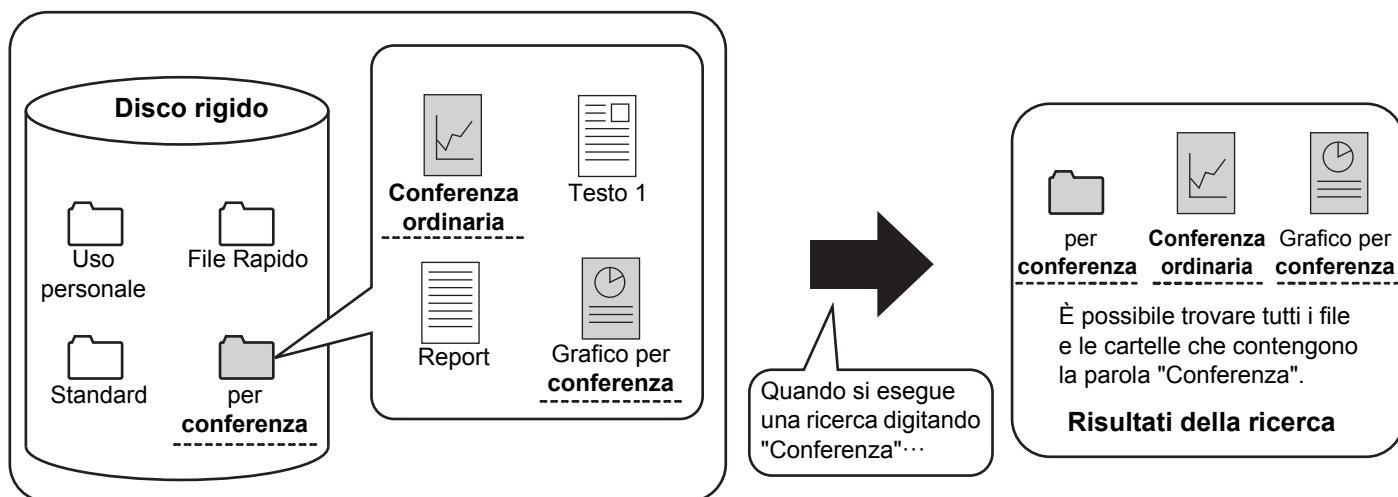 Disco rigido
Uso
personale
File Rapido
Standard
per
conferenza
Conferenza
ordinaria
Testo 1
Report
Grafico per
conferenza
Quando si esegue
una ricerca digitando
"Conferenza"···
per
conferenza
Conferenza
ordinaria
Grafico per
conferenza
È possibile trovare tutti i file
e le cartelle che contengono
la parola "Conferenza".
Risultati della ricerca